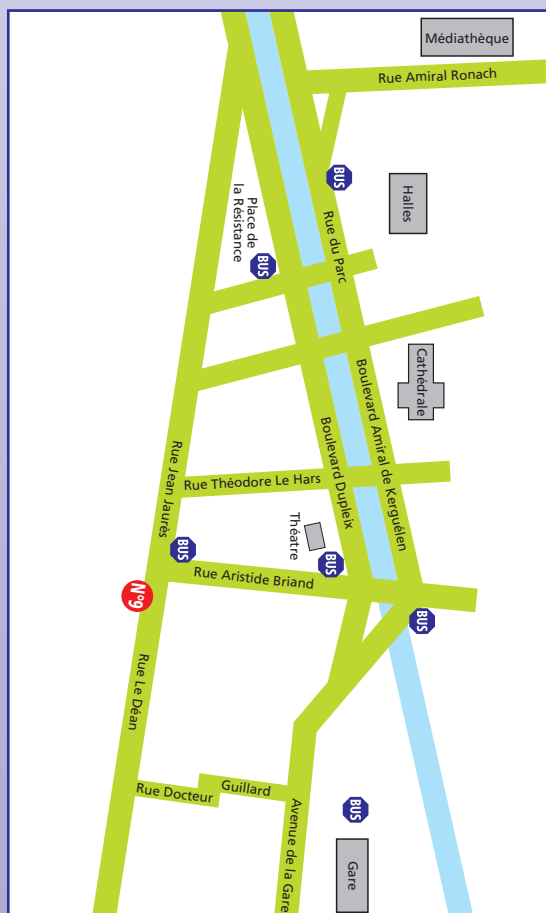 Médiathèque
Rue Amiral Ronach
BUS
Halles
Rue du Parc
Place de
la Résistance
BUS
Cathédrale
Boulevard Amiral de Kerguélen
Boulevard Dupleix
Rue Jean Jaurès
Rue Théodore Le Hars
Théatre
BUS
BUS
Rue Aristide Briand
N°9
BUS
Rue Le Déan
Rue Docteur
Guillard
Avenue de la Gare
BUS
Gare